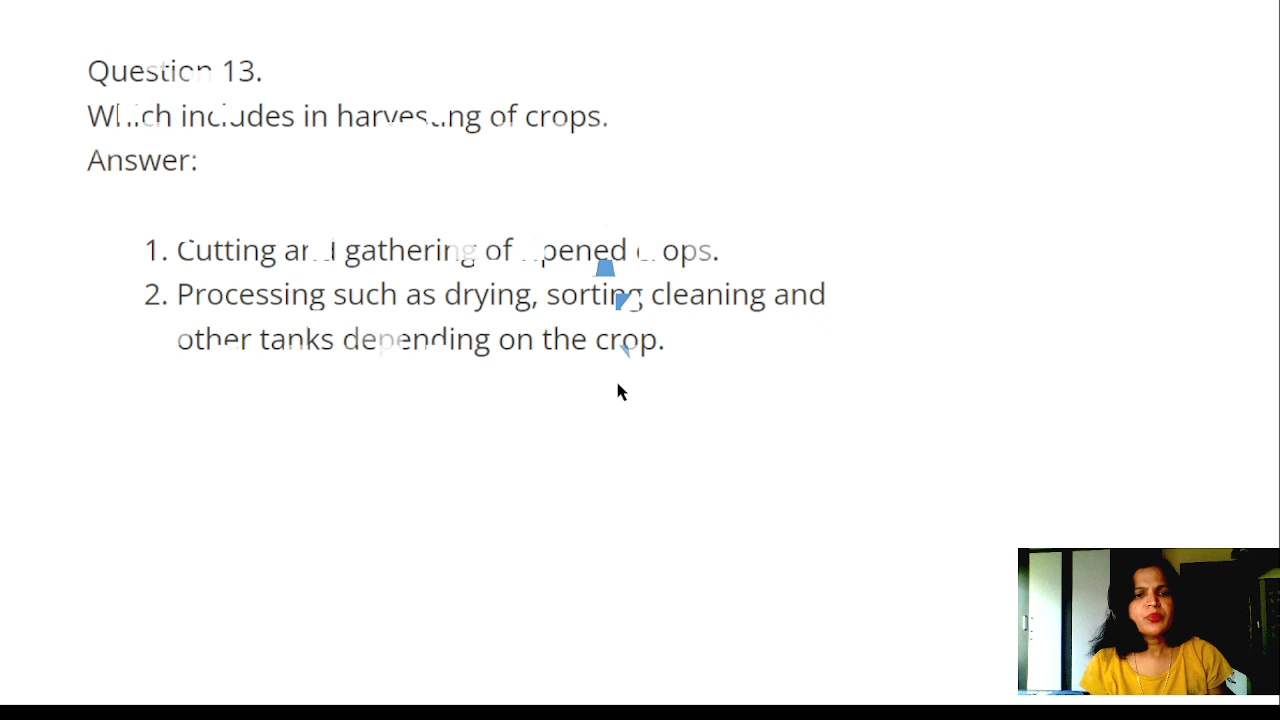 Question 13.
Which includes in harvesting of crops.
Answer:
1. Cutting and gathering of ripened crops.
2. Processing such as drying, sorting cleaning and
other tanks depending on the crop.